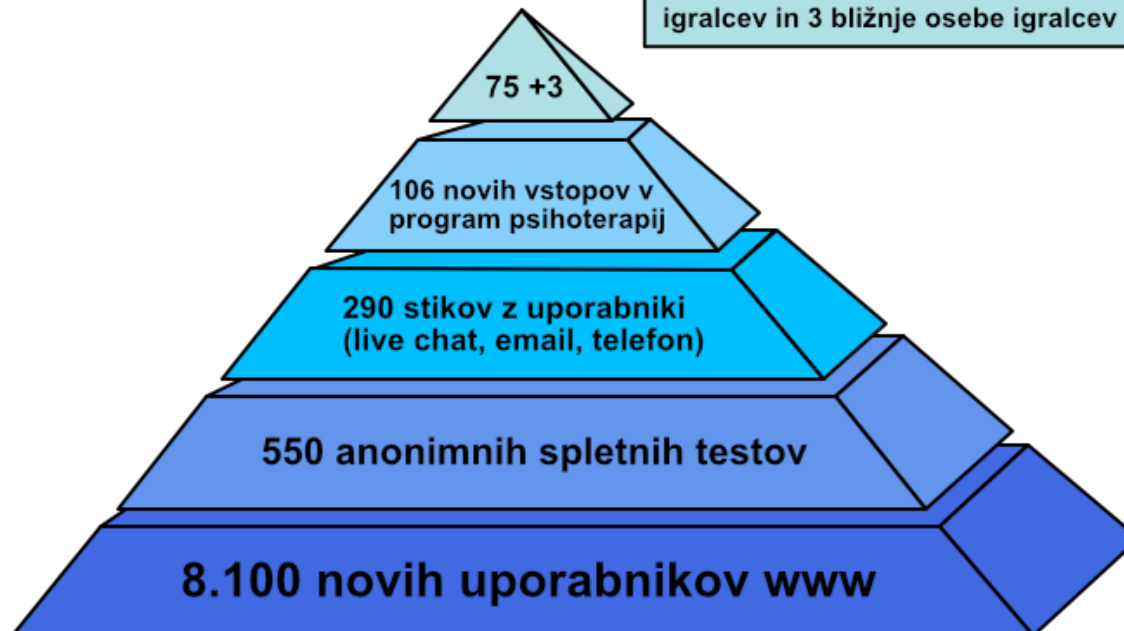 igralcev in 3 bližnje osebe igralcev
75 +3
106 novih vstopov v
program psihoterapij
290 stikov z uporabniki
(live chat, email, telefon)
550 anonimnih spletnih testov
8.100 novih uporabnikov www